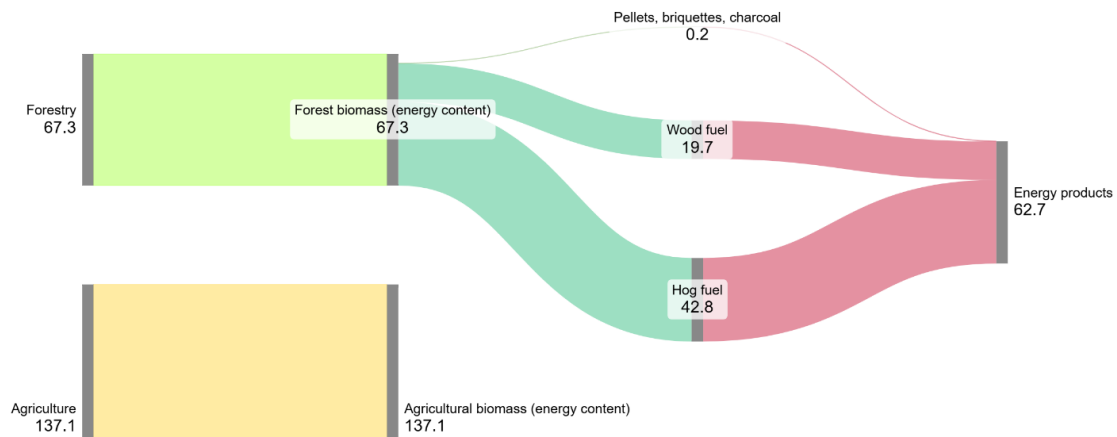 Pellets, briquettes, charcoal
0.2
Forestry
67.3
Forest biomass (energy content)
67.3
Wood fuel
19.7
Energy products
62.7
Hog fuel
42.8
Agriculture
137.1
Agricultural biomass (energy content)
137.1